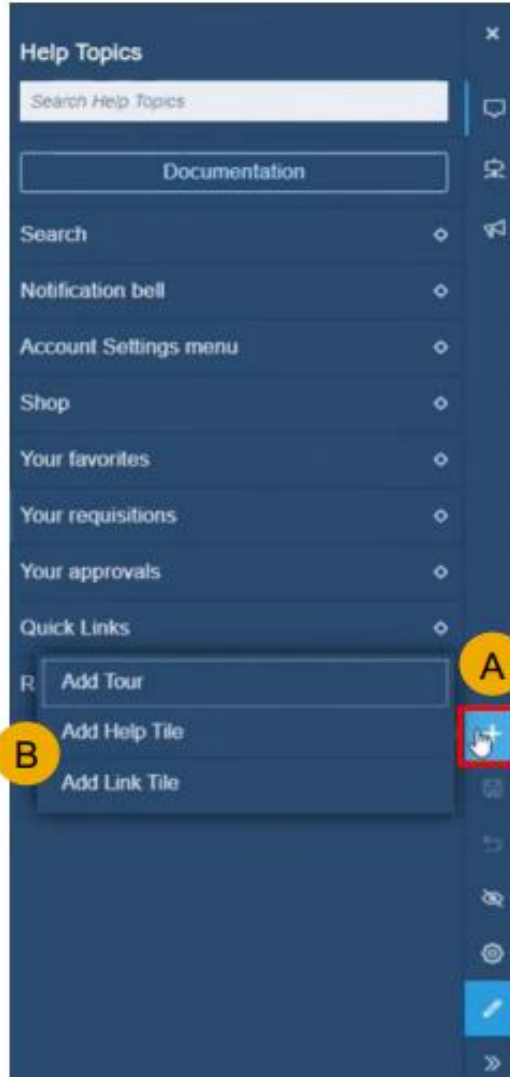 Help Topics
Search Help Topics
Documentation
Search
Notification bell
Account Settings menu
Shop
Your favorites
Your requisitions
Your approvals
Quick Links
A
R
Add Tour
B
Add Help Tile
Add Link Tile